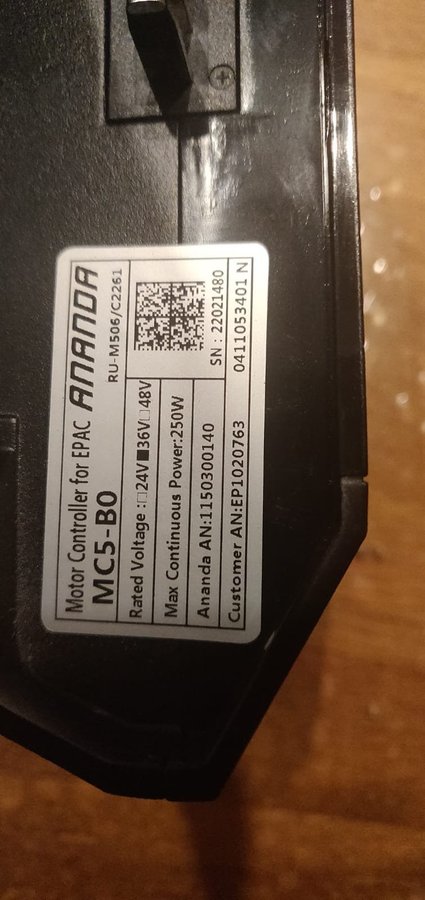 Motor Controller for EPAC ANANDA
MC5-B0 RU-M506/C2261
Rated Voltage :□24V■36V□48V
Max Continuous Power:250W
Ananda AN:1150300140 SN : 22021480
Customer AN:EP1020763 0411053401 N